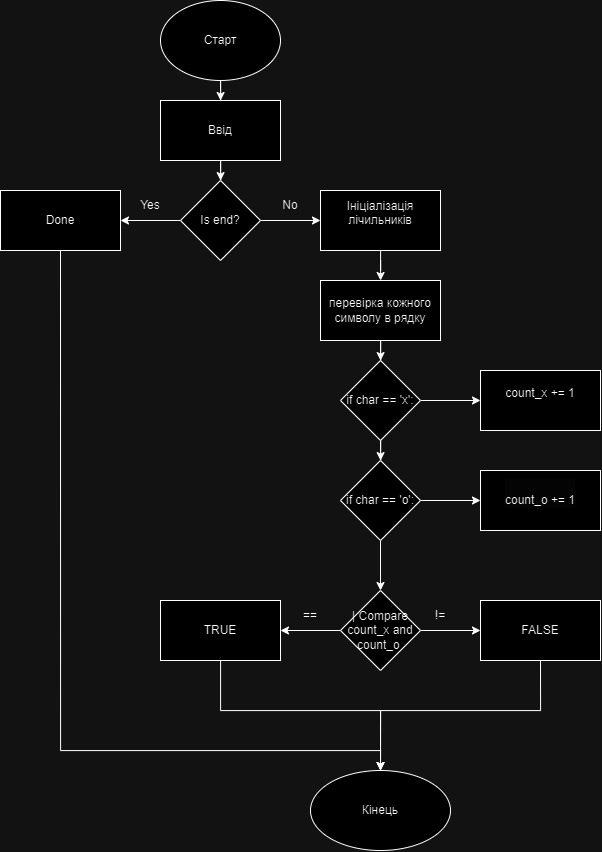 Старт
Ввід
Yes
No
Done
Is end?
Ініціалізація
лічильників
перевірка кожного
символу в рядку
if char == 'x':
count_x += 1
if char == 'o':
count_o += 1
==
| Compare
count_x and
count_o
!=
TRUE
FALSE
Кінець